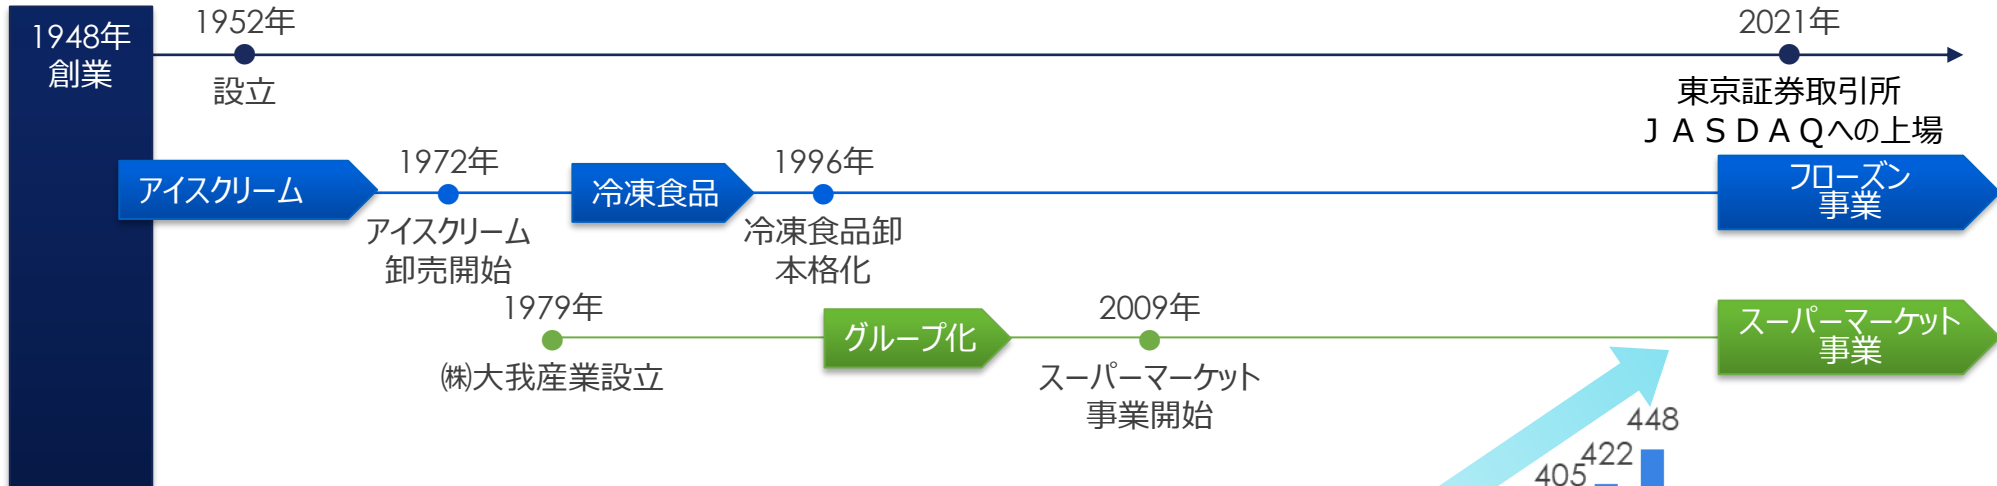 1948年
創業
1952年
設立
2021年
東京証券取引所
ＪＡＳＤＡＱへの上場
アイスクリーム
1972年
アイスクリーム
卸売開始
冷凍食品
1996年
冷凍食品卸
本格化
フローズン
事業
1979年
㈱大我産業設立
グループ化
2009年
スーパーマーケット
事業開始
スーパーマーケット
事業
405
422
448